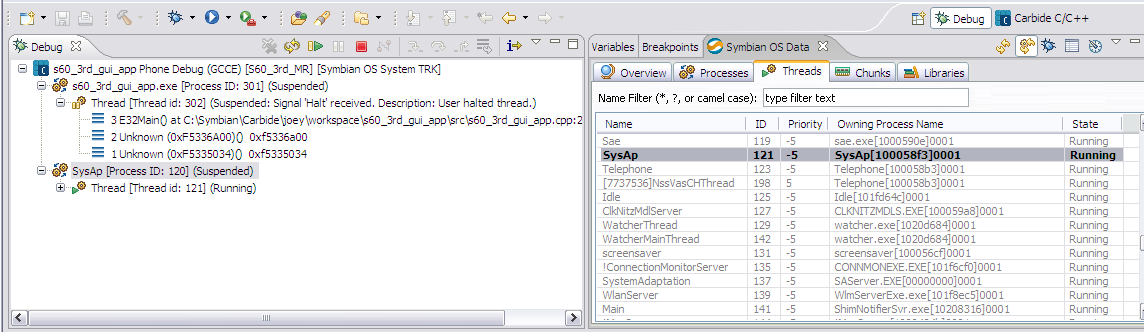 Debug
Carbide C/C++
Debug
s60_3rd_gui_app Phone Debug (GCCE) [S60_3rd_MR] [Symbian OS System TRK]
s60_3rd_gui_app.exe [Process ID: 301] (Suspended)
Thread [Thread id: 302] (Suspended: Signal 'Halt' received. Description: User halted thread.)
3 E32Main() at C:\Symbian\Carbide\joey\workspace\s60_3rd_gui_app\src\s60_3rd_gui_app.cpp:2
2 Unknown (0xF5336A00)() 0xf5336a00
1 Unknown (0xF5335034)() 0xf5335034
SysAp [Process ID: 120] (Suspended)
Thread [Thread id: 121] (Running)
Variables Breakpoints Symbian OS Data
Overview Processes Threads Chunks Libraries
Name Filter (*, ?, or camel case): type filter text
Name ID Priority Owning Process Name State
Sae 119 -5 sae.exe[1000590e]0001 Running
SysAp 121 -5 SysAp[100058f3]0001 Running
Telephone 123 -5 Telephone[100058b3]0001 Running
[7737536]NssVasCHThread 198 5 Telephone[100058b3]0001 Running
Idle 125 -5 Idle[101fd64c]0001 Running
ClkNitzMdlServer 127 -5 CLKNITZMDLS.EXE[100059a8]0001 Running
WatcherThread 129 -5 watcher.exe[1020d684]0001 Running
WatcherMainThread 142 -5 watcher.exe[1020d684]0001 Running
screensaver 131 -5 screensaver[100056cf]0001 Running
!ConnectionMonitorServer 135 -5 CONNMONEXE.EXE[101f6cf0]0001 Running
SystemAdaptation 137 -5 SAServer.EXE[00000000]0001 Running
WlanServer 139 -5 WlmServerExe.exe[101f8ec5]0001 Running
Main 141 -5 ShimNotifierSvr.exe[10208316]0001 Running